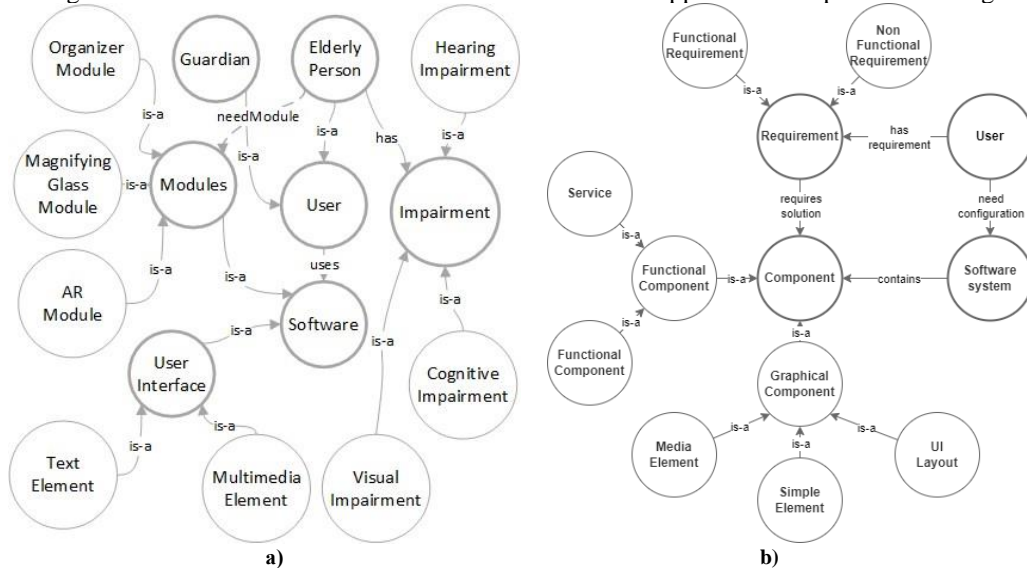 Organizer
Module
Guardian
Elderly
Person
Hearing
Impairment
is-a
needModule
is-a
has
is-a
is-a
Magnifying
Glass
Module
is-a
Modules
User
Impairment
is-a
uses
is-a
AR
Module
is-a
Software
is-a
is-a
User
Interface
Cognitive
Impairment
is-a
is-a
Text
Element
Multimedia
Element
Visual
Impairment
a)
Functional
Requirement
Non
Functional
Requirement
is-a
is-a
Requirement
has
requirement
User
Service
requires
solution
need
configuration
is-a
Functional
Component
is-a
Component
contains
Software
system
is-a
Functional
Component
is-a
Graphical
Component
is-a
is-a
is-a
Media
Element
Simple
Element
UI
Layout
b)